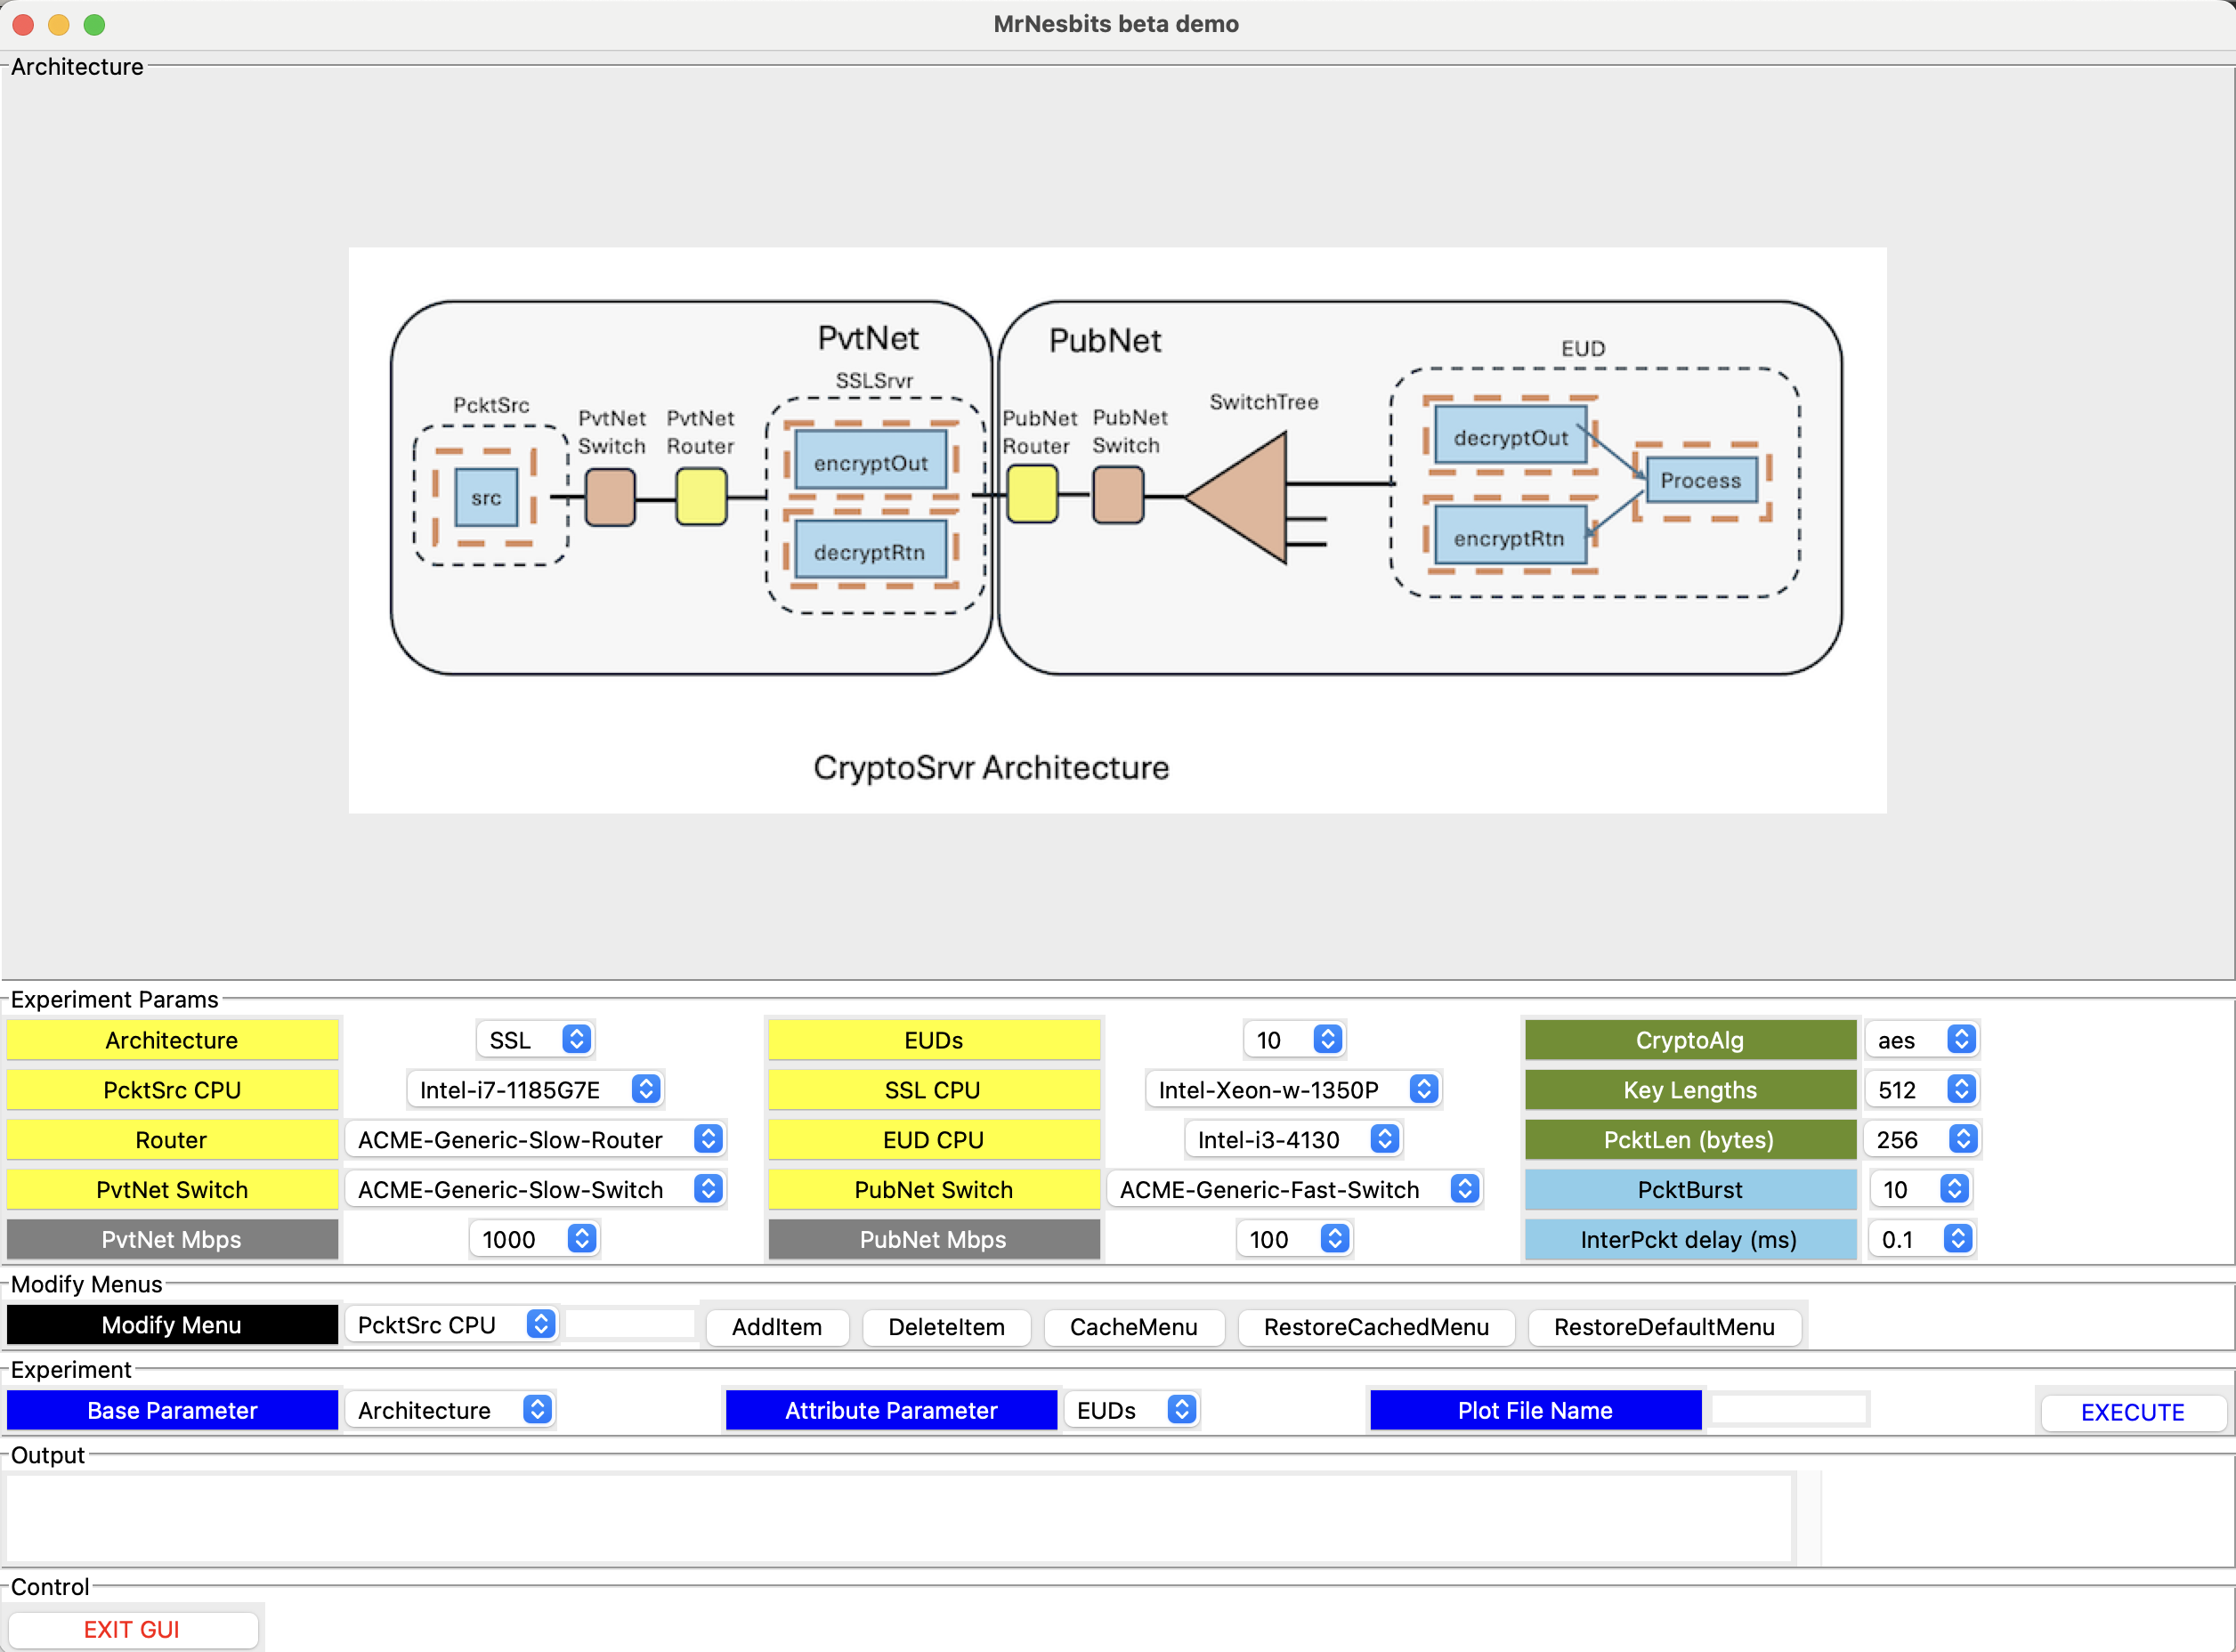 MrNesbits beta demo
Architecture
PvtNet
PubNet
EUD
SSLSrvr
PcktSrc
PvtNet Switch
PvtNet Router
PubNet Router
PubNet Switch
SwitchTree
src
encryptOut
decryptRtn
decryptOut
Process
encryptRtn
CryptoSrvr Architecture
Experiment Params
Architecture SSL EUDs 10 CryptoAlg aes
PcktSrc CPU Intel-i7-1185G7E SSL CPU Intel-Xeon-w-1350P Key Lengths 512
Router ACME-Generic-Slow-Router EUD CPU Intel-i3-4130 PcktLen (bytes) 256
PvtNet Switch ACME-Generic-Slow-Switch PubNet Switch ACME-Generic-Fast-Switch PcktBurst 10
PvtNet Mbps 1000 PubNet Mbps 100 InterPckt delay (ms) 0.1
Modify Menus
Modify Menu PcktSrc CPU AddItem DeleteItem CacheMenu RestoreCachedMenu RestoreDefaultMenu
Experiment
Base Parameter Architecture Attribute Parameter EUDs Plot File Name EXECUTE
Output
Control
EXIT GUI